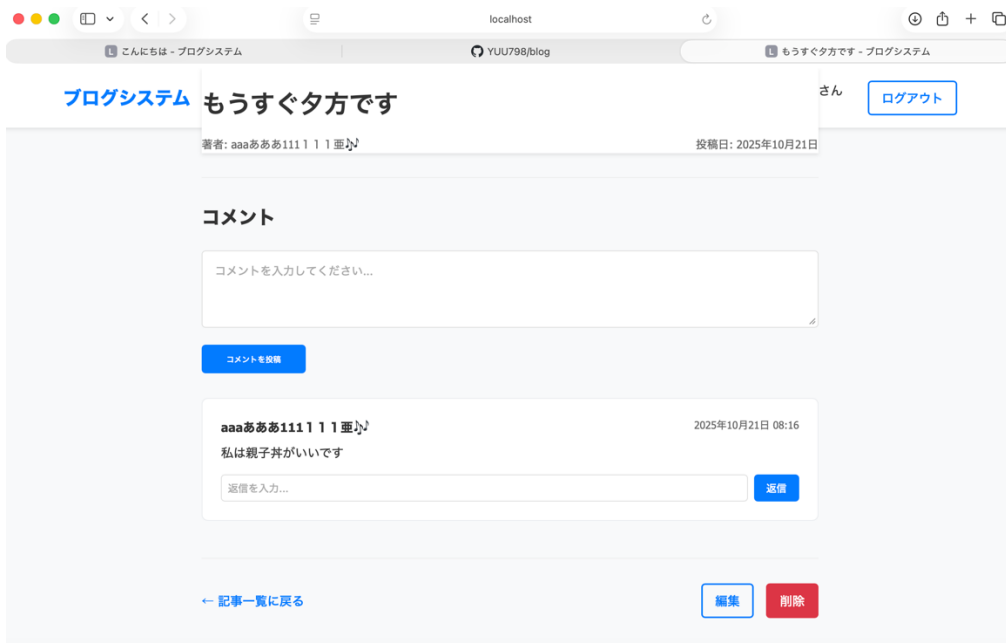 localhost
L こんにちは - ブログシステム
YUU798/blog
L もうすぐ夕方です - ブログシステム
ブログシステム
さん
ログアウト
もうすぐ夕方です
著者: aaaあああ111１１１亜🎶
投稿日: 2025年10月21日
コメント
コメントを入力してください...
コメントを投稿
aaaあああ111１１１亜🎶
2025年10月21日 08:16
私は親子丼がいいです
返信を入力...
返信
← 記事一覧に戻る
編集
削除